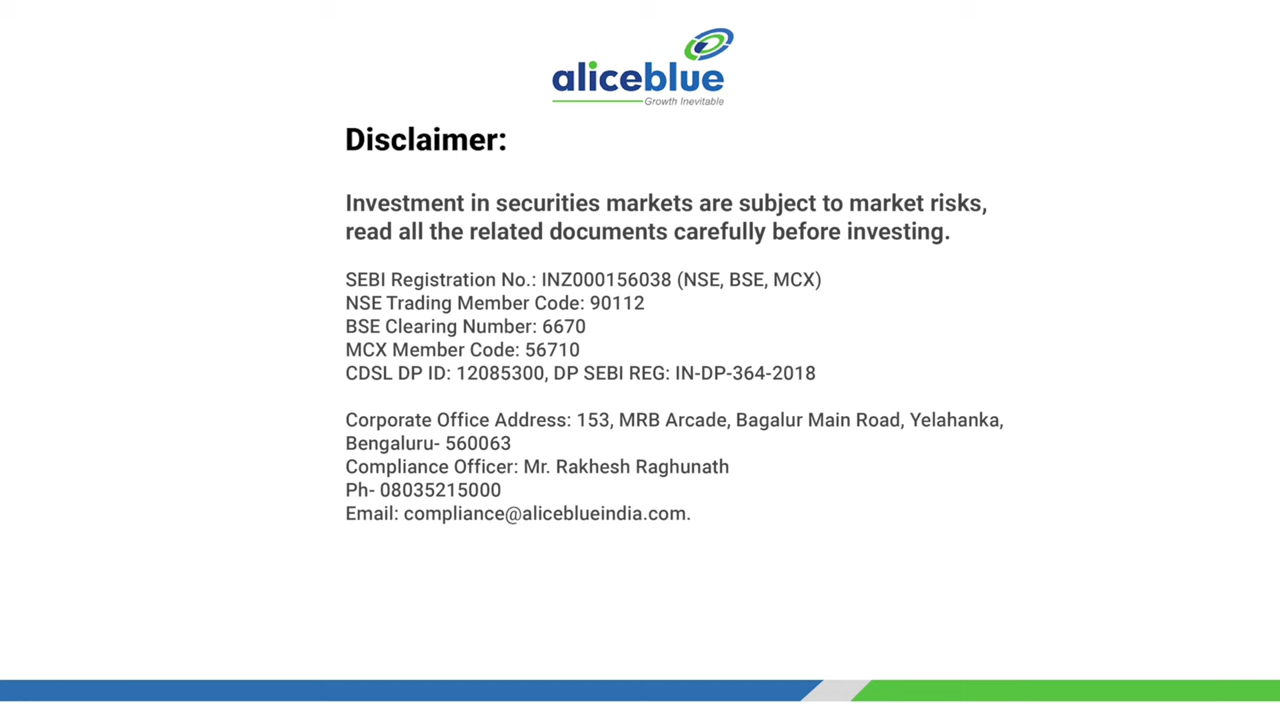 aliceblue
Growth Inevitable
Disclaimer:
Investment in securities markets are subject to market risks,
read all the related documents carefully before investing.
SEBI Registration No.: INZ000156038 (NSE, BSE, MCX)
NSE Trading Member Code: 90112
BSE Clearing Number: 6670
MCX Member Code: 56710
CDSL DP ID: 12085300, DP SEBI REG: IN-DP-364-2018
Corporate Office Address: 153, MRB Arcade, Bagalur Main Road, Yelahanka,
Bengaluru- 560063
Compliance Officer: Mr. Rakhesh Raghunath
Ph- 08035215000
Email: compliance@aliceblueindia.com.